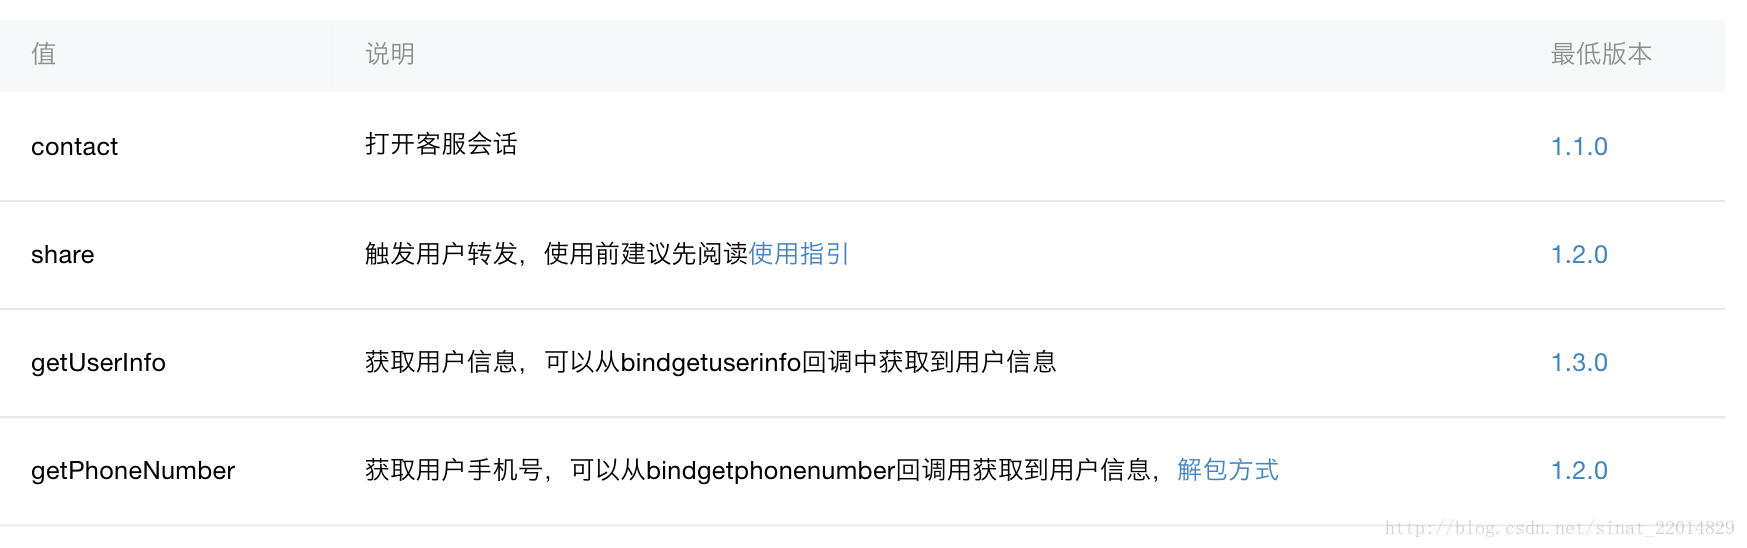 值 说明 最低版本
contact 打开客服会话 1.1.0
share 触发用户转发，使用前建议先阅读使用指引 1.2.0
getUserInfo 获取用户信息，可以从bindgetuserinfo回调中获取到用户信息 1.3.0
getPhoneNumber 获取用户手机号，可以从bindgetphonenumber回调用获取到用户信息，解包方式 1.2.0
http://blog.csdn.net/sinat_22014829